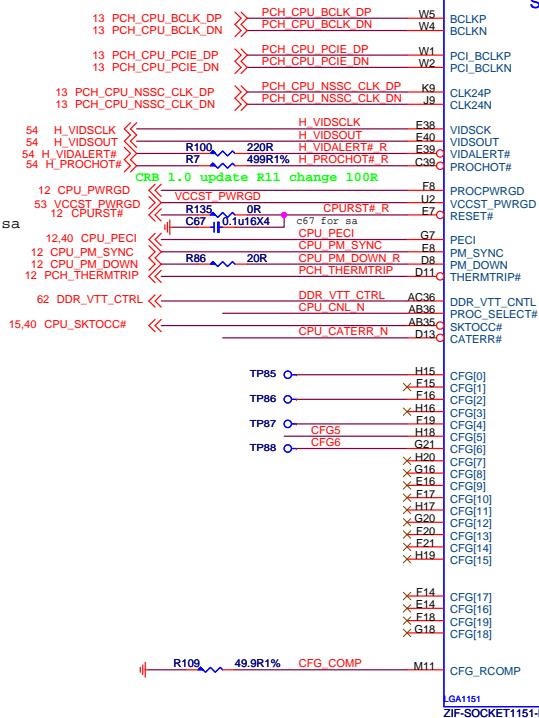 13 PCH_CPU_BCLK_DP PCH_CPU_BCLK_DP W5 BCLKP
13 PCH_CPU_BCLK_DN PCH_CPU_BCLK_DN W4 BCLKN
13 PCH_CPU_PCIE_DP PCH_CPU_PCIE_DP W1 PCI_BCLKP
13 PCH_CPU_PCIE_DN PCH_CPU_PCIE_DN W2 PCI_BCLKN
13 PCH_CPU_NSSC_CLK_DP PCH_CPU_NSSC_CLK_DP K9 CLK24P
13 PCH_CPU_NSSC_CLK_DN PCH_CPU_NSSC_CLK_DN J9 CLK24N
54 H_VIDSCLK H_VIDSCLK E38 VIDSCK
54 H_VIDSOUT H_VIDSOUT E40 VIDSOUT
54 H_VIDALERT# R100 220R H_VIDALERT#_R E39 VIDALERT#
54 H_PROCHOT# R7 499R1% H_PROCHOT#_R C39 PROCHOT#
CRB 1.0 update R11 change 100R
12 CPU_PWRGD F8 PROCPWRGD
53 VCCST_PWRGD VCCST_PWRGD U2 VCCST_PWRGD
12 CPURST# R135 0R CPURST#_R E7 RESET#
sa C67 0.1u16X4 c67 for sa
12,40 CPU_PECI CPU_PECI G7 PECI
12 CPU_PM_SYNC CPU_PM_SYNC E8 PM_SYNC
12 CPU_PM_DOWN R86 20R CPU_PM_DOWN_R D8 PM_DOWN
12 PCH_THERMTRIP PCH_THERMTRIP D11 THERMTRIP#
62 DDR_VTT_CTRL DDR_VTT_CTRL AC36 DDR_VTT_CNTL
CPU_CNL_N AB36 PROC_SELECT#
15,40 CPU_SKTOCC# AB35 SKTOCC#
CPU_CATERR_N D13 CATERR#
TP85 H15 CFG[0]
F15 CFG[1]
TP86 F16 CFG[2]
H16 CFG[3]
TP87 F19 CFG[4]
CFG5 H18 CFG[5]
TP88 CFG6 G21 CFG[6]
H20 CFG[7]
G16 CFG[8]
E16 CFG[9]
F17 CFG[10]
H17 CFG[11]
G20 CFG[12]
F20 CFG[13]
F21 CFG[14]
H19 CFG[15]
F14 CFG[17]
E14 CFG[16]
F18 CFG[19]
G18 CFG[18]
R109 49.9R1% CFG_COMP M11 CFG_RCOMP
LGA1151
ZIF-SOCKET1151-